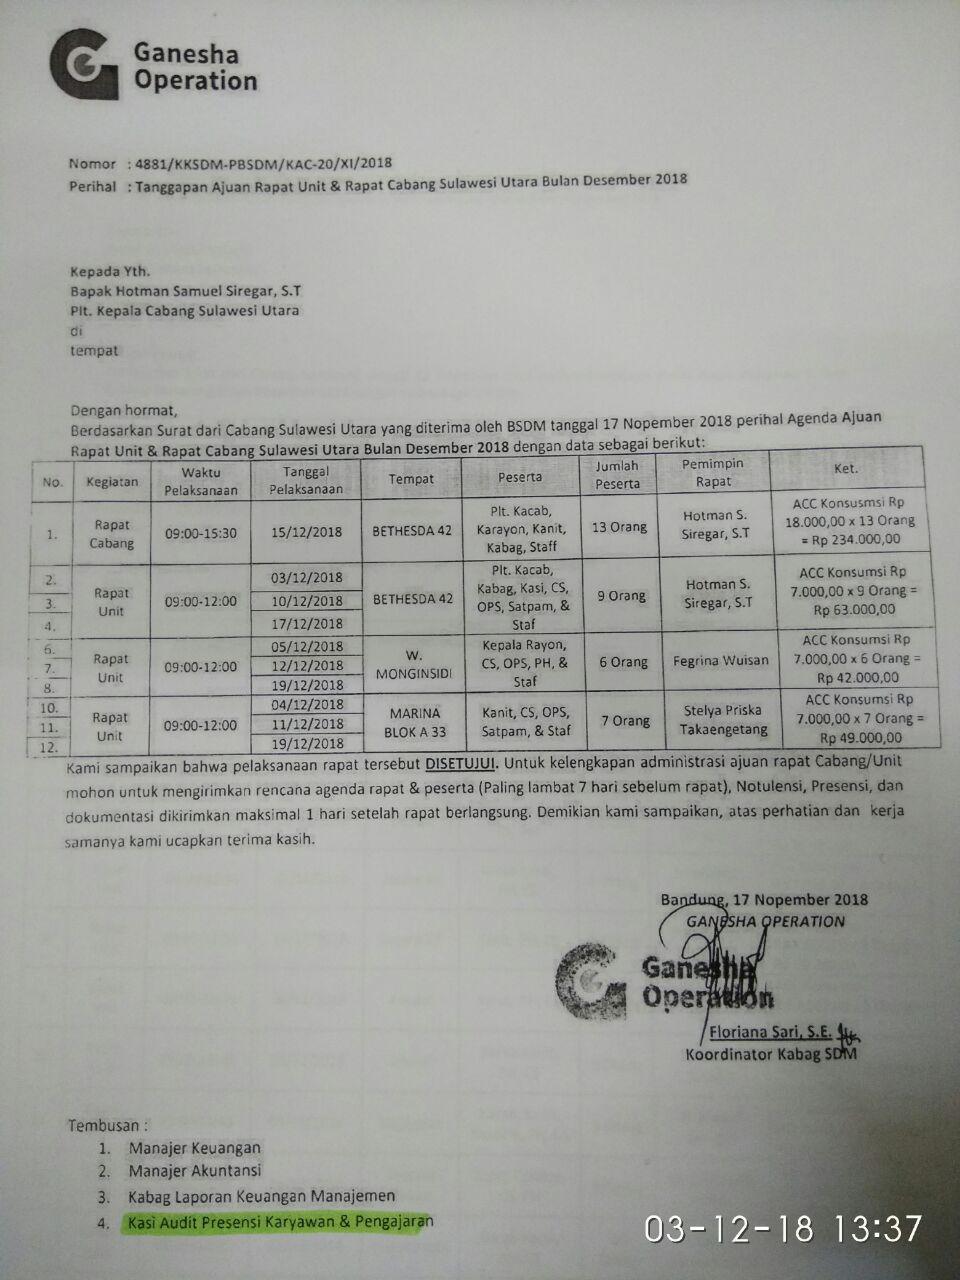 Ganesha
Operation
Nomor : 4881/KKSDM-PBSDM/KAC-20/XI/2018
Perihal : Tanggapan Ajuan Rapat Unit & Rapat Cabang Sulawesi Utara Bulan Desember 2018
Kepada Yth.
Bapak Hotman Samuel Siregar, S.T
Plt. Kepala Cabang Sulawesi Utara
di
tempat
Dengan hormat,
Berdasarkan Surat dari Cabang Sulawesi Utara yang diterima oleh BSDM tanggal 17 Nopember 2018 perihal Agenda Ajuan
Rapat Unit & Rapat Cabang Sulawesi Utara Bulan Desember 2018 dengan data sebagai berikut:
No. Kegiatan Waktu Pelaksanaan Tanggal Pelaksanaan Tempat Peserta Jumlah Peserta Pemimpin Rapat Ket.
1. Rapat Cabang 09:00-15:30 15/12/2018 BETHESDA 42 Plt. Kacab, Karayon, Kanit, Kabag, Staff 13 Orang Hotman S. Siregar, S.T ACC Konsusmsi Rp 18.000,00 x 13 Orang = Rp 234.000,00
2. 3. 4. Rapat Unit 09:00-12:00 03/12/2018 10/12/2018 17/12/2018 BETHESDA 42 Plt. Kacab, Kabag, Kasi, CS, OPS, Satpam, & Staf 9 Orang Hotman S. Siregar, S.T ACC Konsumsi Rp 7.000,00 x 9 Orang = Rp 63.000,00
6. 7. 8. Rapat Unit 09:00-12:00 05/12/2018 12/12/2018 19/12/2018 W. MONGINSIDI Kepala Rayon, CS, OPS, PH, & Staf 6 Orang Fegrina Wuisan ACC Konsumsi Rp 7.000,00 x 6 Orang = Rp 42.000,00
10. 11. 12. Rapat Unit 09:00-12:00 04/12/2018 11/12/2018 19/12/2018 MARINA BLOK A 33 Kanit, CS, OPS, Satpam, & Staf 7 Orang Stelya Priska Takaengetang ACC Konsumsi Rp 7.000,00 x 7 Orang = Rp 49.000,00
Kami sampaikan bahwa pelaksanaan rapat tersebut DISETUJUI. Untuk kelengkapan administrasi ajuan rapat Cabang/Unit
mohon untuk mengirimkan rencana agenda rapat & peserta (Paling lambat 7 hari sebelum rapat), Notulensi, Presensi, dan
dokumentasi dikirimkan maksimal 1 hari setelah rapat berlangsung. Demikian kami sampaikan, atas perhatian dan kerja
samanya kami ucapkan terima kasih.
Bandung, 17 Nopember 2018
GANESHA OPERATION
Ganesha
Operation
Floriana Sari, S.E.
Koordinator Kabag SDM
Tembusan :
1. Manajer Keuangan
2. Manajer Akuntansi
3. Kabag Laporan Keuangan Manajemen
4. Kasi Audit Presensi Karyawan & Pengajaran
03-12-18 13:37